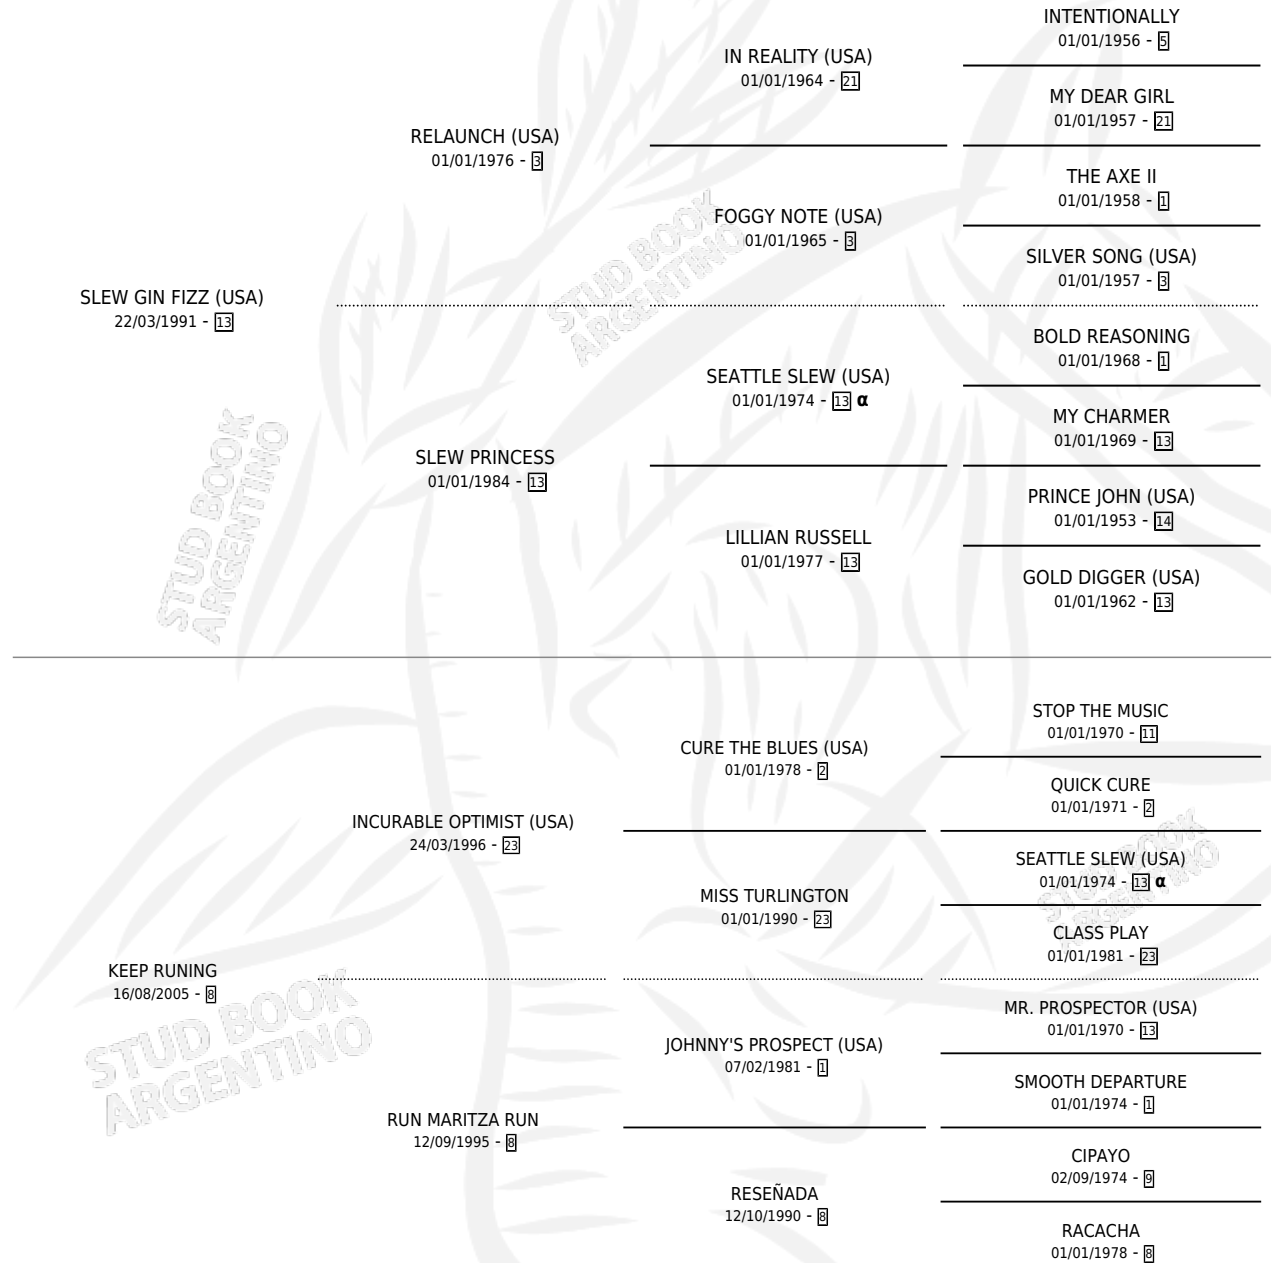 INTENTIONALLY
01/01/1956 - 5
IN REALITY (USA)
01/01/1964 - 21
MY DEAR GIRL
01/01/1957 - 21
RELAUNCH (USA)
01/01/1976 - 3
THE AXE II
01/01/1958 - 1
FOGGY NOTE (USA)
01/01/1965 - 3
SILVER SONG (USA)
01/01/1957 - 3
SLEW GIN FIZZ (USA)
22/03/1991 - 13
BOLD REASONING
01/01/1968 - 1
SEATTLE SLEW (USA)
01/01/1974 - 13 α
MY CHARMER
01/01/1969 - 13
SLEW PRINCESS
01/01/1984 - 13
PRINCE JOHN (USA)
01/01/1953 - 14
LILLIAN RUSSELL
01/01/1977 - 13
GOLD DIGGER (USA)
01/01/1962 - 13
STUD BOOK
ARGENTINO
STUD BOOK
ARGENTINO
STOP THE MUSIC
01/01/1970 - 11
CURE THE BLUES (USA)
01/01/1978 - 2
QUICK CURE
01/01/1971 - 2
INCURABLE OPTIMIST (USA)
24/03/1996 - 23
SEATTLE SLEW (USA)
01/01/1974 - 13 α
MISS TURLINGTON
01/01/1990 - 23
CLASS PLAY
01/01/1981 - 23
KEEP RUNING
16/08/2005 - 8
MR. PROSPECTOR (USA)
01/01/1970 - 13
JOHNNY'S PROSPECT (USA)
07/02/1981 - 1
SMOOTH DEPARTURE
01/01/1974 - 1
RUN MARITZA RUN
12/09/1995 - 8
CIPAYO
02/09/1974 - 9
RESEÑADA
12/10/1990 - 8
RACACHA
01/01/1978 - 8
STUD BOOK
ARGENTINO
STUD BOOK
ARGENTINO